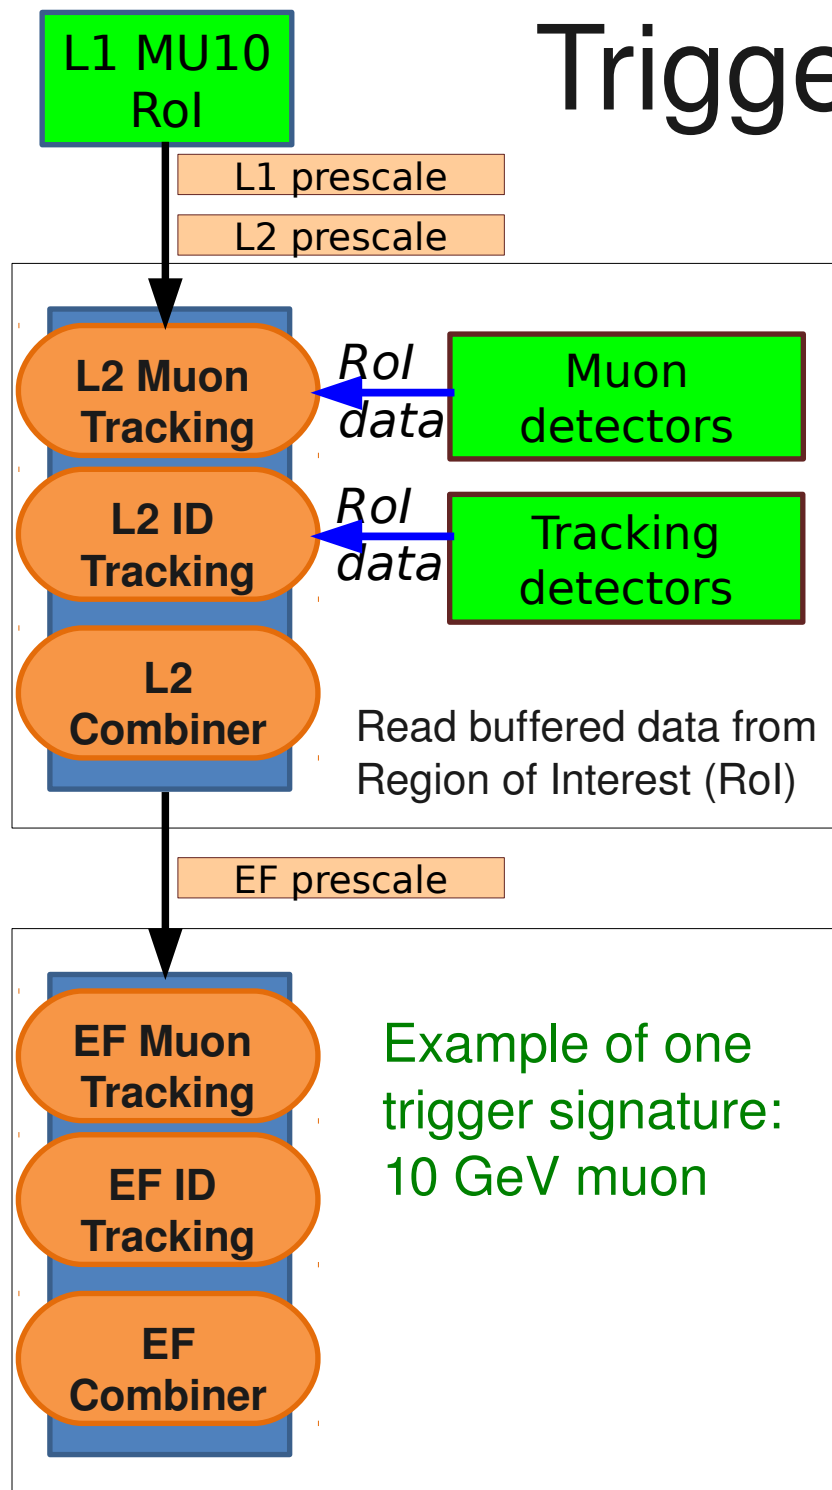 Trigge
L1 MU10
RoI
L1 prescale
L2 prescale
L2 Muon
Tracking
RoI
data
Muon
detectors
L2 ID
Tracking
RoI
data
Tracking
detectors
L2
Combiner
Read buffered data from
Region of Interest (RoI)
EF prescale
EF Muon
Tracking
EF ID
Tracking
EF
Combiner
Example of one
trigger signature:
10 GeV muon